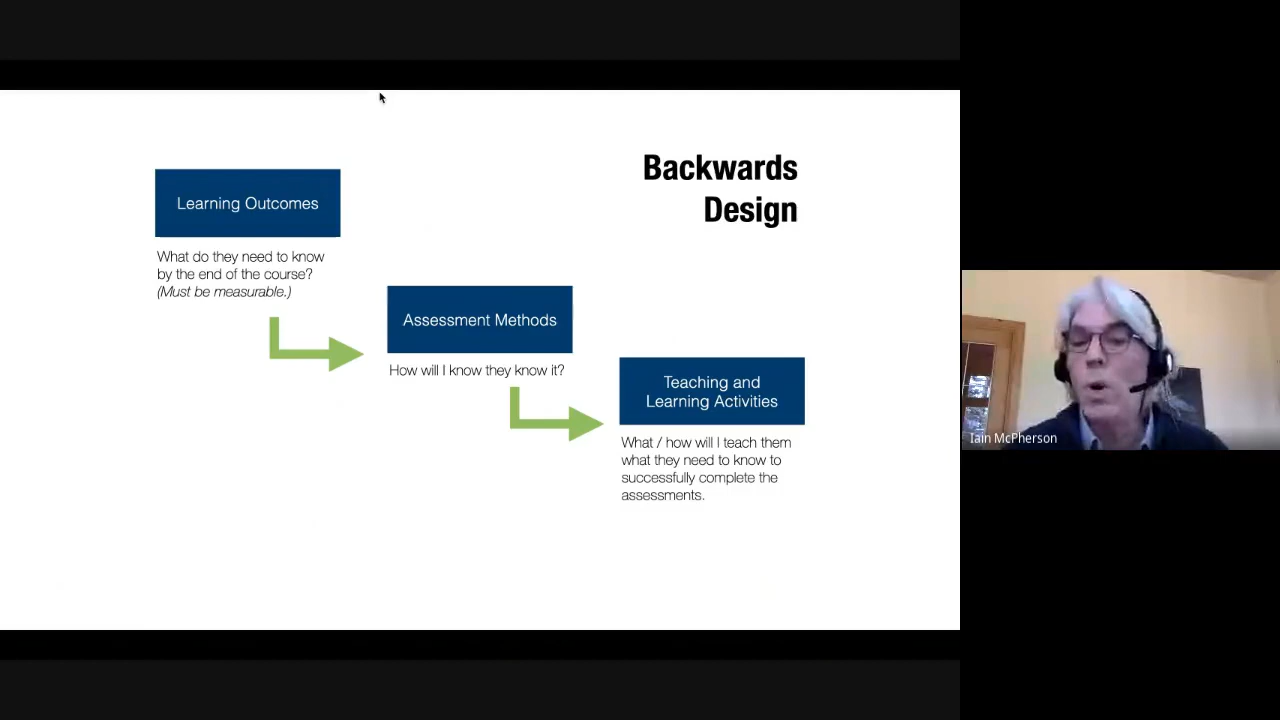 Backwards
Design
Learning Outcomes
What do they need to know
by the end of the course?
(Must be measurable.)
Assessment Methods
How will I know they know it?
Teaching and
Learning Activities
What / how will I teach them
what they need to know to
successfully complete the
assessments.
Iain McPherson